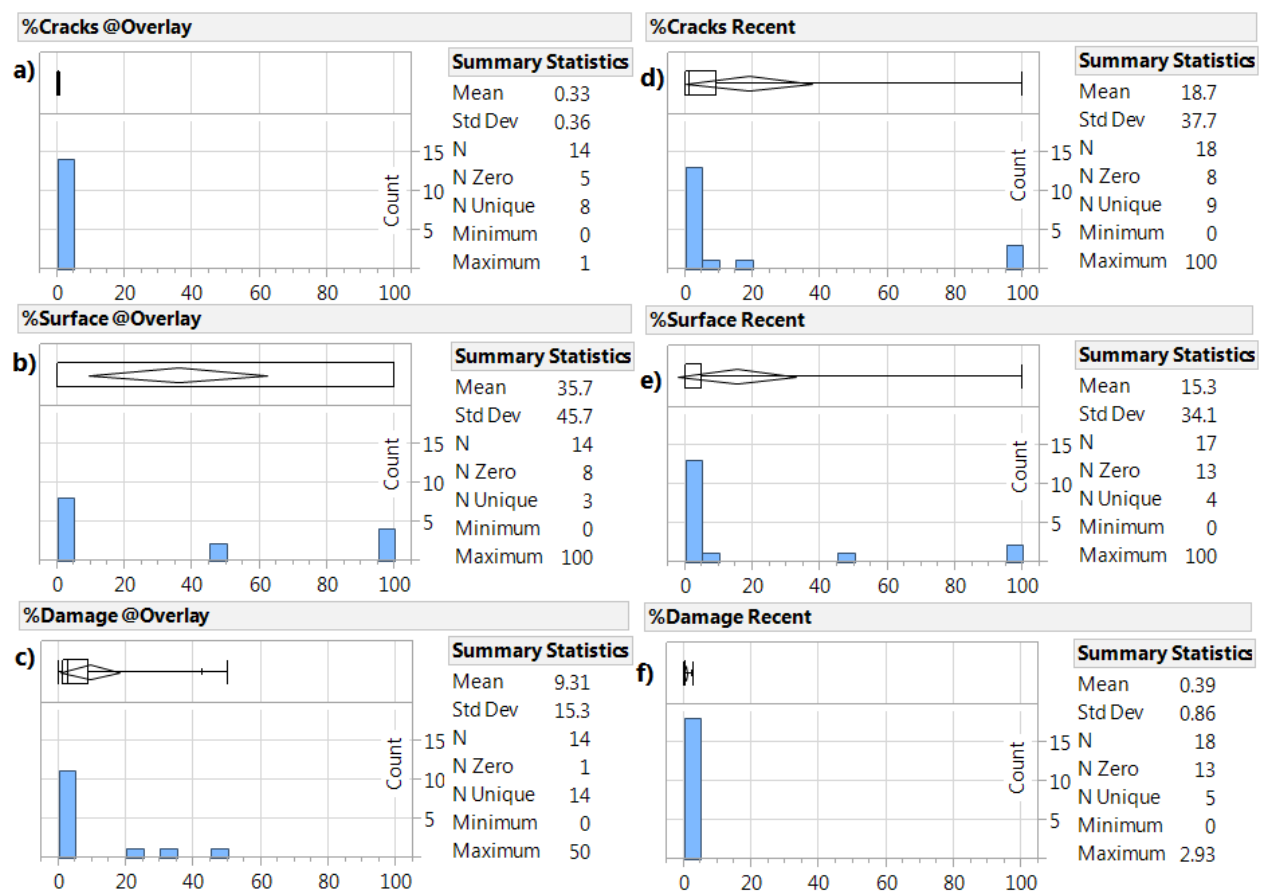 %Cracks @Overlay
a)
Summary Statistics
Mean 0.33
Std Dev 0.36
N 14
N Zero 5
N Unique 8
Minimum 0
Maximum 1
15
10
5
Count
0 20 40 60 80 100
%Cracks Recent
d)
Summary Statistics
Mean 18.7
Std Dev 37.7
N 18
N Zero 8
N Unique 9
Minimum 0
Maximum 100
15
10
5
Count
0 20 40 60 80 100
%Surface @Overlay
b)
Summary Statistics
Mean 35.7
Std Dev 45.7
N 14
N Zero 8
N Unique 3
Minimum 0
Maximum 100
15
10
5
Count
0 20 40 60 80 100
%Surface Recent
e)
Summary Statistics
Mean 15.3
Std Dev 34.1
N 17
N Zero 13
N Unique 4
Minimum 0
Maximum 100
15
10
5
Count
0 20 40 60 80 100
%Damage @Overlay
c)
Summary Statistics
Mean 9.31
Std Dev 15.3
N 14
N Zero 1
N Unique 14
Minimum 0
Maximum 50
15
10
5
Count
0 20 40 60 80 100
%Damage Recent
f)
Summary Statistics
Mean 0.39
Std Dev 0.86
N 18
N Zero 13
N Unique 5
Minimum 0
Maximum 2.93
15
10
5
Count
0 20 40 60 80 100